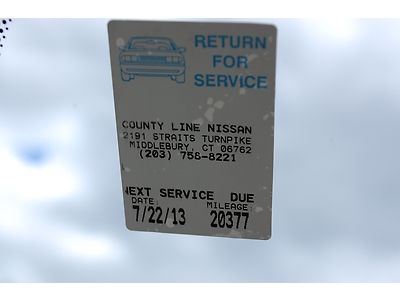 RETURN
FOR
SERVICE
COUNTY LINE NISSAN
2191 STRAITS TURNPIKE
MIDDLEBURY, CT 06762
(203) 758-8221
NEXT SERVICE DUE
DATE: MILEAGE:
7/22/13 20377